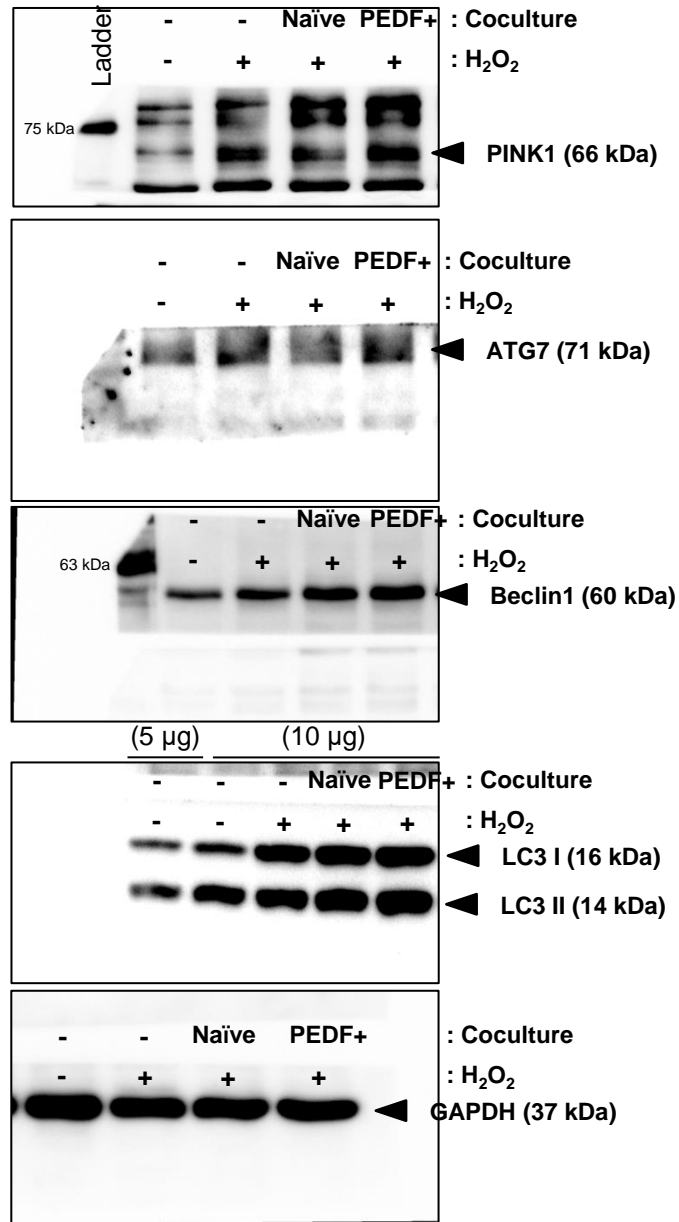 Ladder
- - Naïve PEDF+ : Coculture
- + + + : H₂O₂
75 kDa
PINK1 (66 kDa)
- - Naïve PEDF+ : Coculture
- + + + : H₂O₂
ATG7 (71 kDa)
- - Naïve PEDF+ : Coculture
- + + + : H₂O₂
63 kDa
Beclin1 (60 kDa)
(5 µg) (10 µg)
- - - Naïve PEDF+ : Coculture
- - + + + : H₂O₂
LC3 I (16 kDa)
LC3 II (14 kDa)
- - Naïve PEDF+ : Coculture
- + + + : H₂O₂
GAPDH (37 kDa)